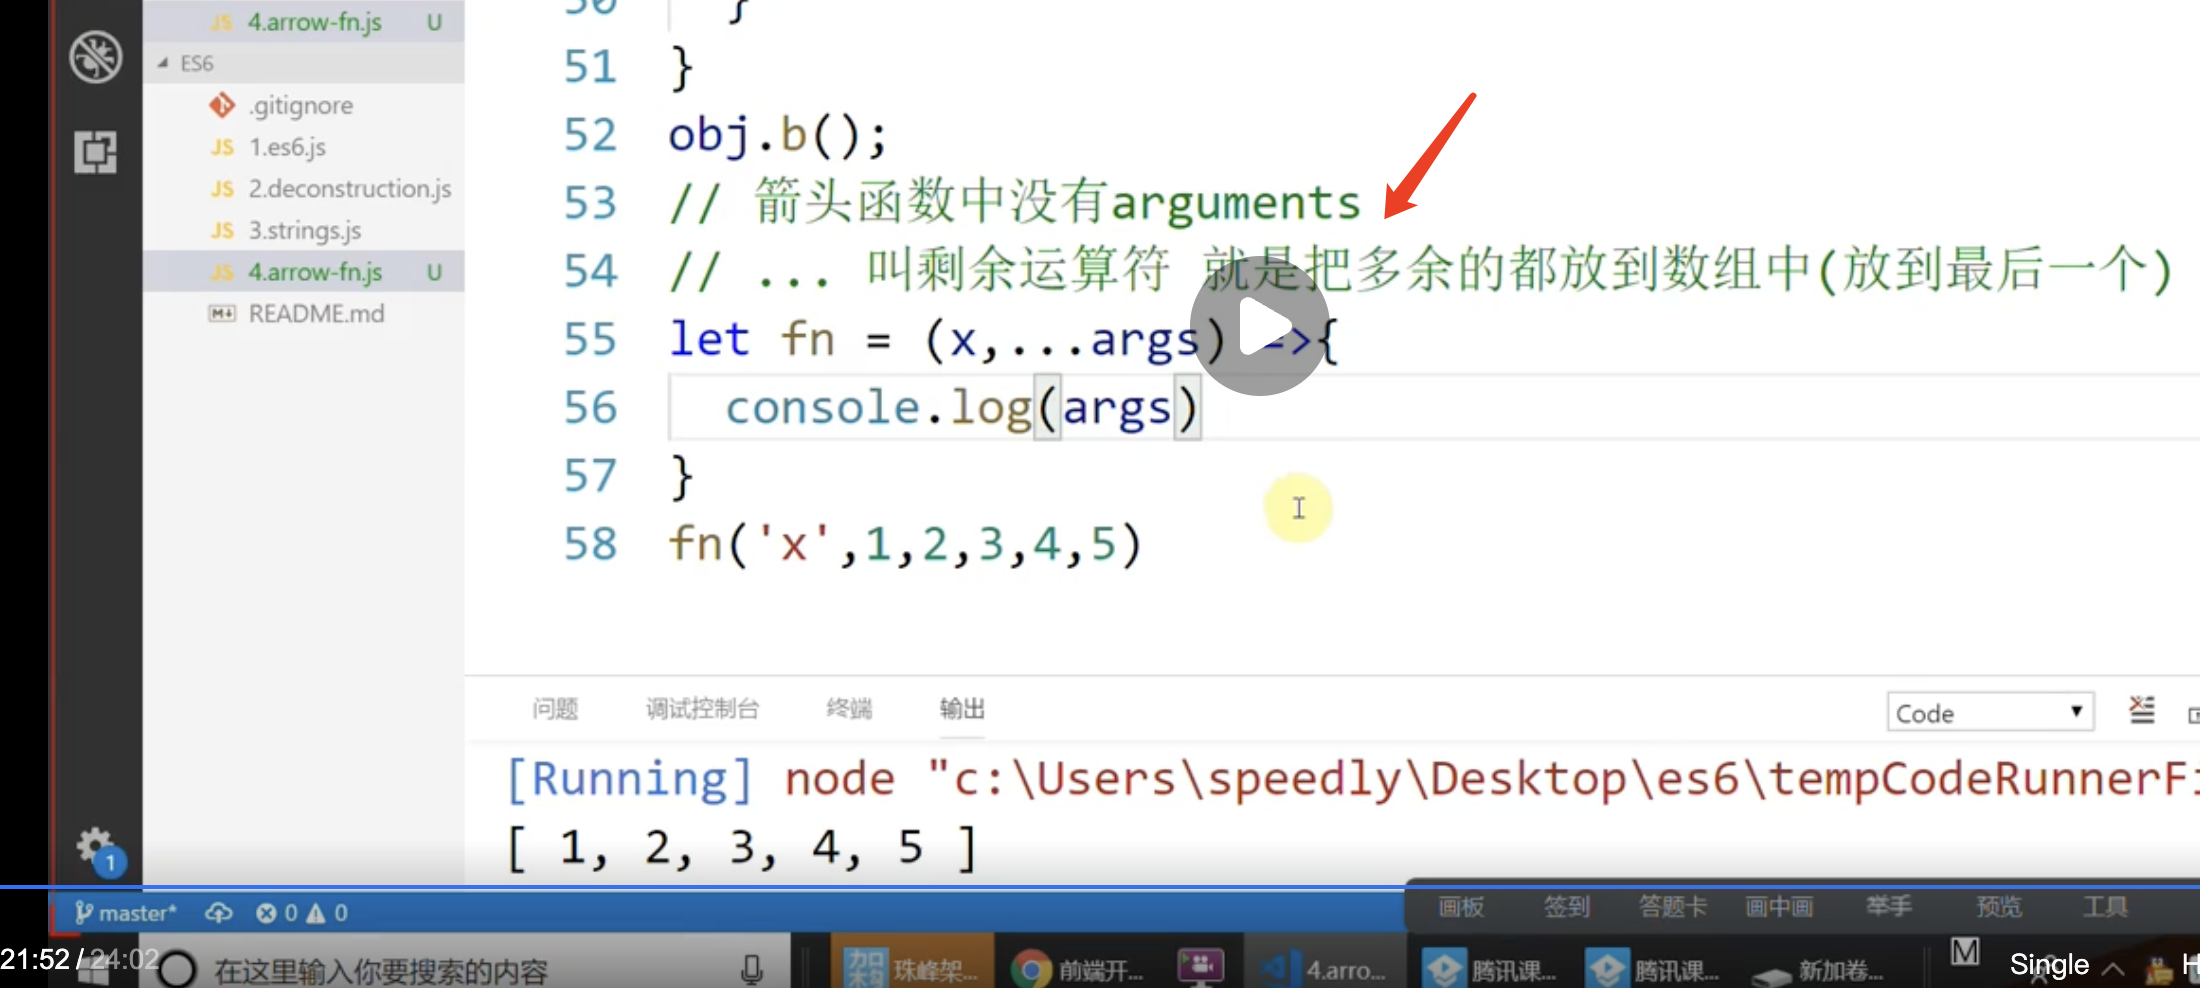 4.arrow-fn.js U
ES6
.gitignore
JS 1.es6.js
JS 2.deconstruction.js
JS 3.strings.js
JS 4.arrow-fn.js U
README.md
1
50 }
51 }
52 obj.b();
53 // 箭头函数中没有arguments
54 // ... 叫剩余运算符 就是把多余的都放到数组中(放到最后一个)
55 let fn = (x,...args) =>{
56 console.log(args)
57 }
58 fn('x',1,2,3,4,5)
问题 调试控制台 终端 输出
Code
[Running] node "c:\Users\speedly\Desktop\es6\tempCodeRunnerFi
[ 1, 2, 3, 4, 5 ]
master* 0 0
画板 签到 答题卡 画中画 举手 预览 工具
21:52 / 24:02
在这里输入你要搜索的内容
珠峰架... 前端开... 4.arro... 腾讯课... 腾讯课... 新加卷...
M
Single